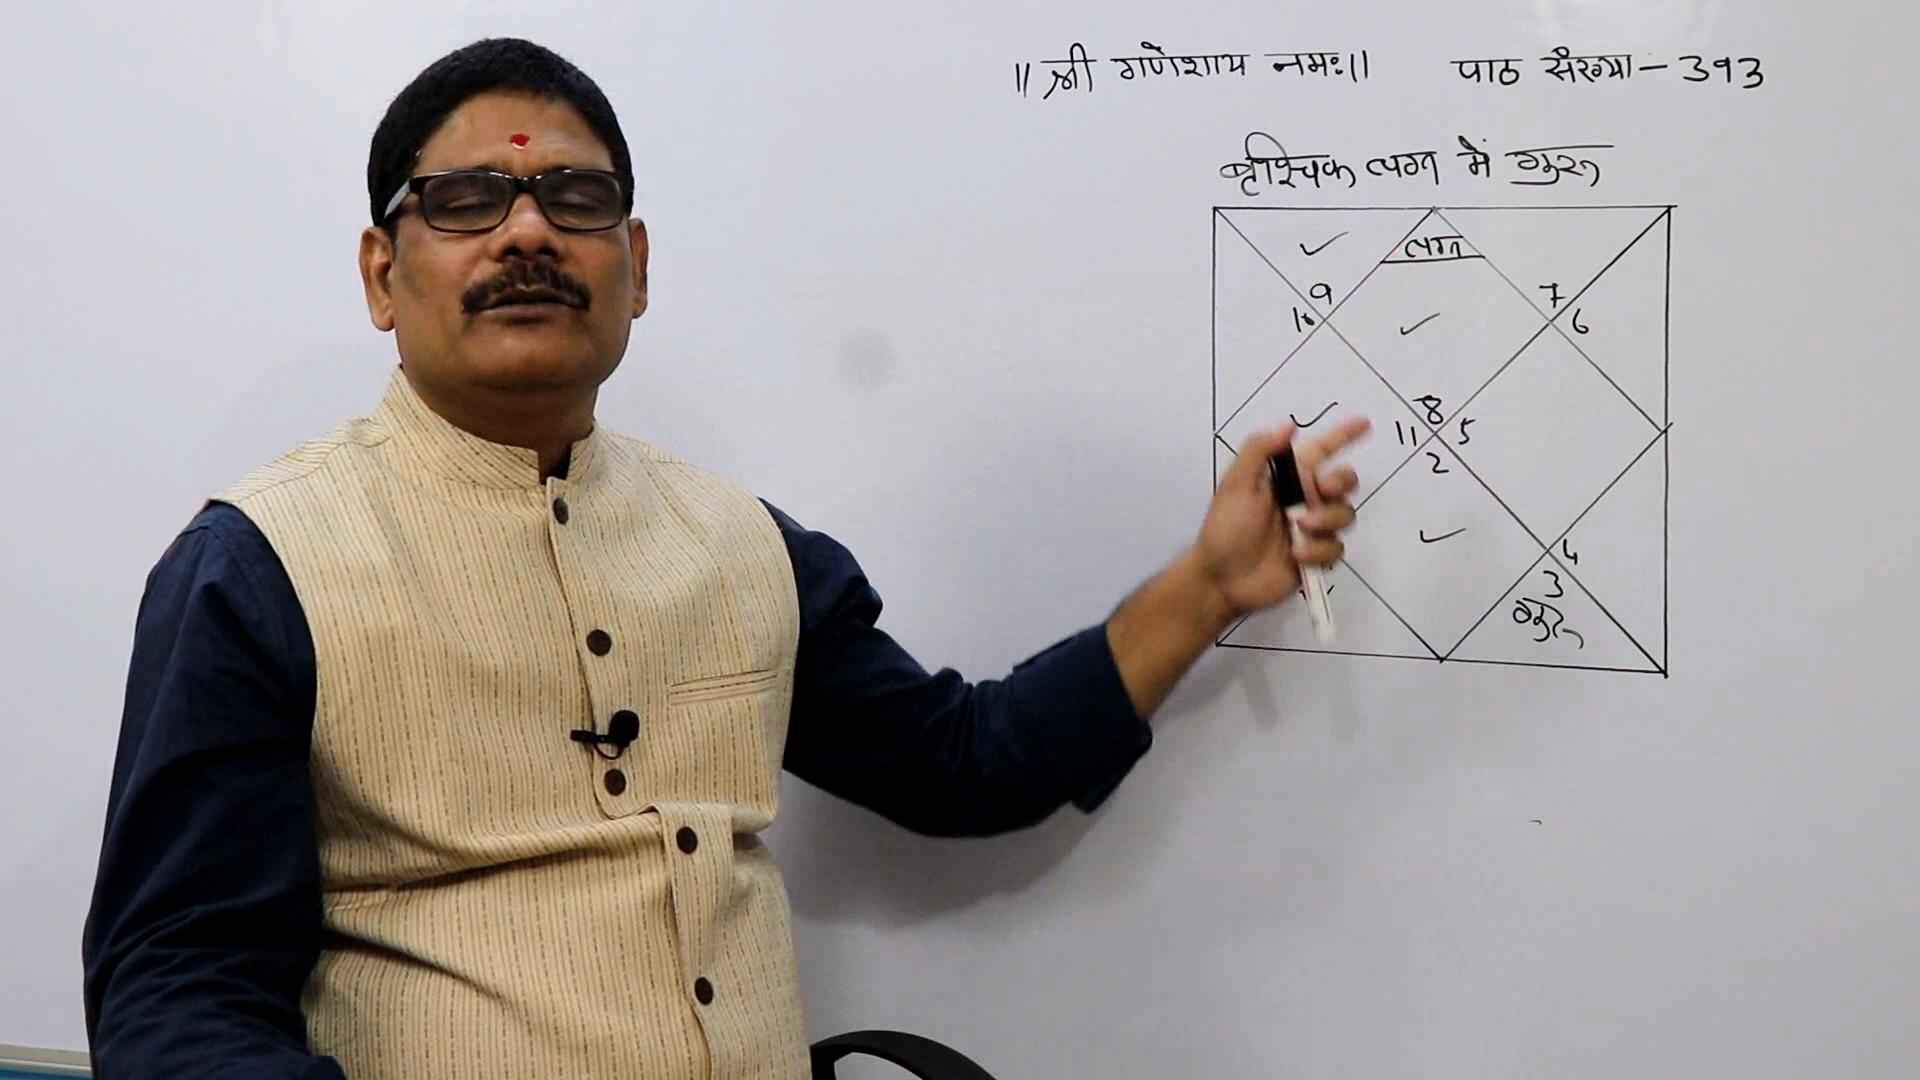 ॥ श्री गणेशाय नमः॥ पाठ संख्या - 393
वृश्चिक लग्न में गुरु
लग्न
9 7
10 6
8
11 5
2
4
3
गुरु